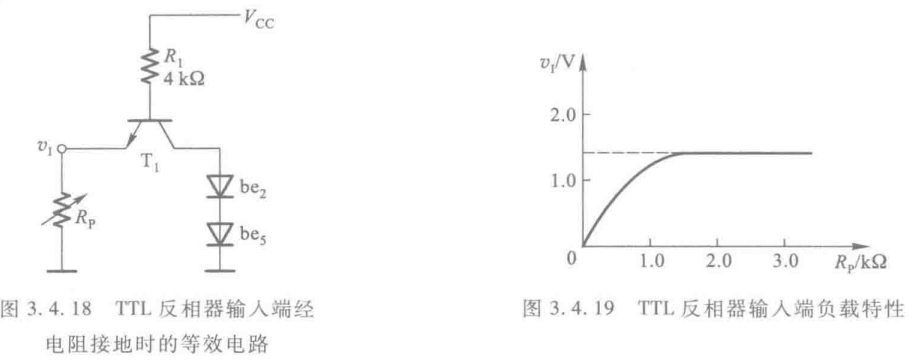 V_CC
R_1
4 kΩ
v_I
T_1
be_2
R_P
be_5
图 3.4.18 TTL 反相器输入端经
电阻接地时的等效电路
v_I/V
2.0
1.0
0
1.0
2.0
3.0
R_P/kΩ
图 3.4.19 TTL 反相器输入端负载特性